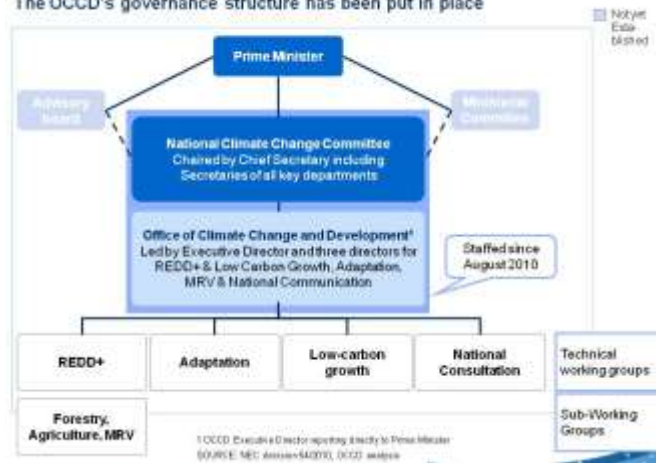 The OCCD's governance structure has been put in place
Not yet
Esta
blished
Prime Minister
Advisory
board
Ministerial
Committee
National Climate Change Committee
Chaired by Chief Secretary including
Secretaries of all key departments
Office of Climate Change and Development¹
Led by Executive Director and three directors for
REDD+ & Low Carbon Growth, Adaptation,
MRV & National Communication
Staffed since
August 2010
REDD+
Adaptation
Low-carbon
growth
National
Consultation
Technical
working groups
Forestry,
Agriculture, MRV
Sub-Working
Groups
1 OCCD Executive Director reporting directly to Prime Minister
SOURCE: NEC decision 54/2010, OCCD analysis